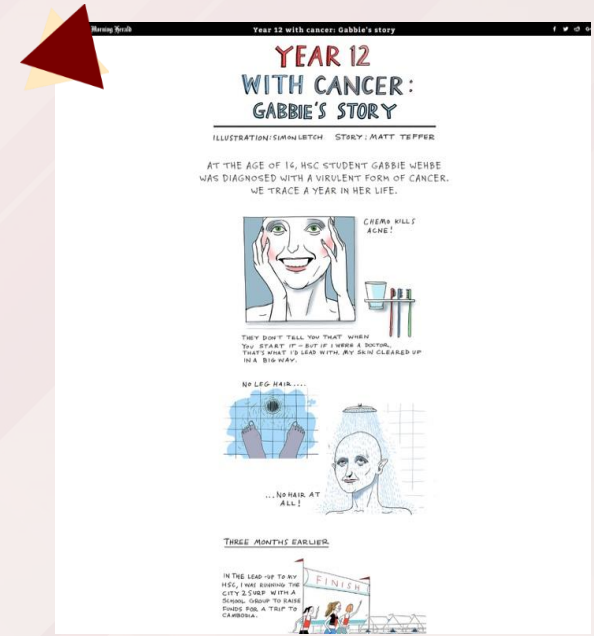 Morning Herald
Year 12 with cancer: Gabbie's story
YEAR 12
WITH CANCER:
GABBIE'S STORY
ILLUSTRATION: SIMON LETCH STORY: MATT TEFFER
AT THE AGE OF 16, HSC STUDENT GABBIE WEHBE
WAS DIAGNOSED WITH A VIRULENT FORM OF CANCER.
WE TRACE A YEAR IN HER LIFE.
CHEMO KILLS
ACNE!
THEY DON'T TELL YOU THAT WHEN
YOU START IT – BUT IF I WERE A DOCTOR,
THAT'S WHAT I'D LEAD WITH. MY SKIN CLEARED UP
IN A BIG WAY.
NO LEG HAIR....
...NO HAIR AT
ALL!
THREE MONTHS EARLIER
IN THE LEAD-UP TO MY
HSC, I WAS RUNNING THE
CITY 2 SURF WITH A
SCHOOL GROUP TO RAISE
FUNDS FOR A TRIP TO
CAMBODIA.
FINISH